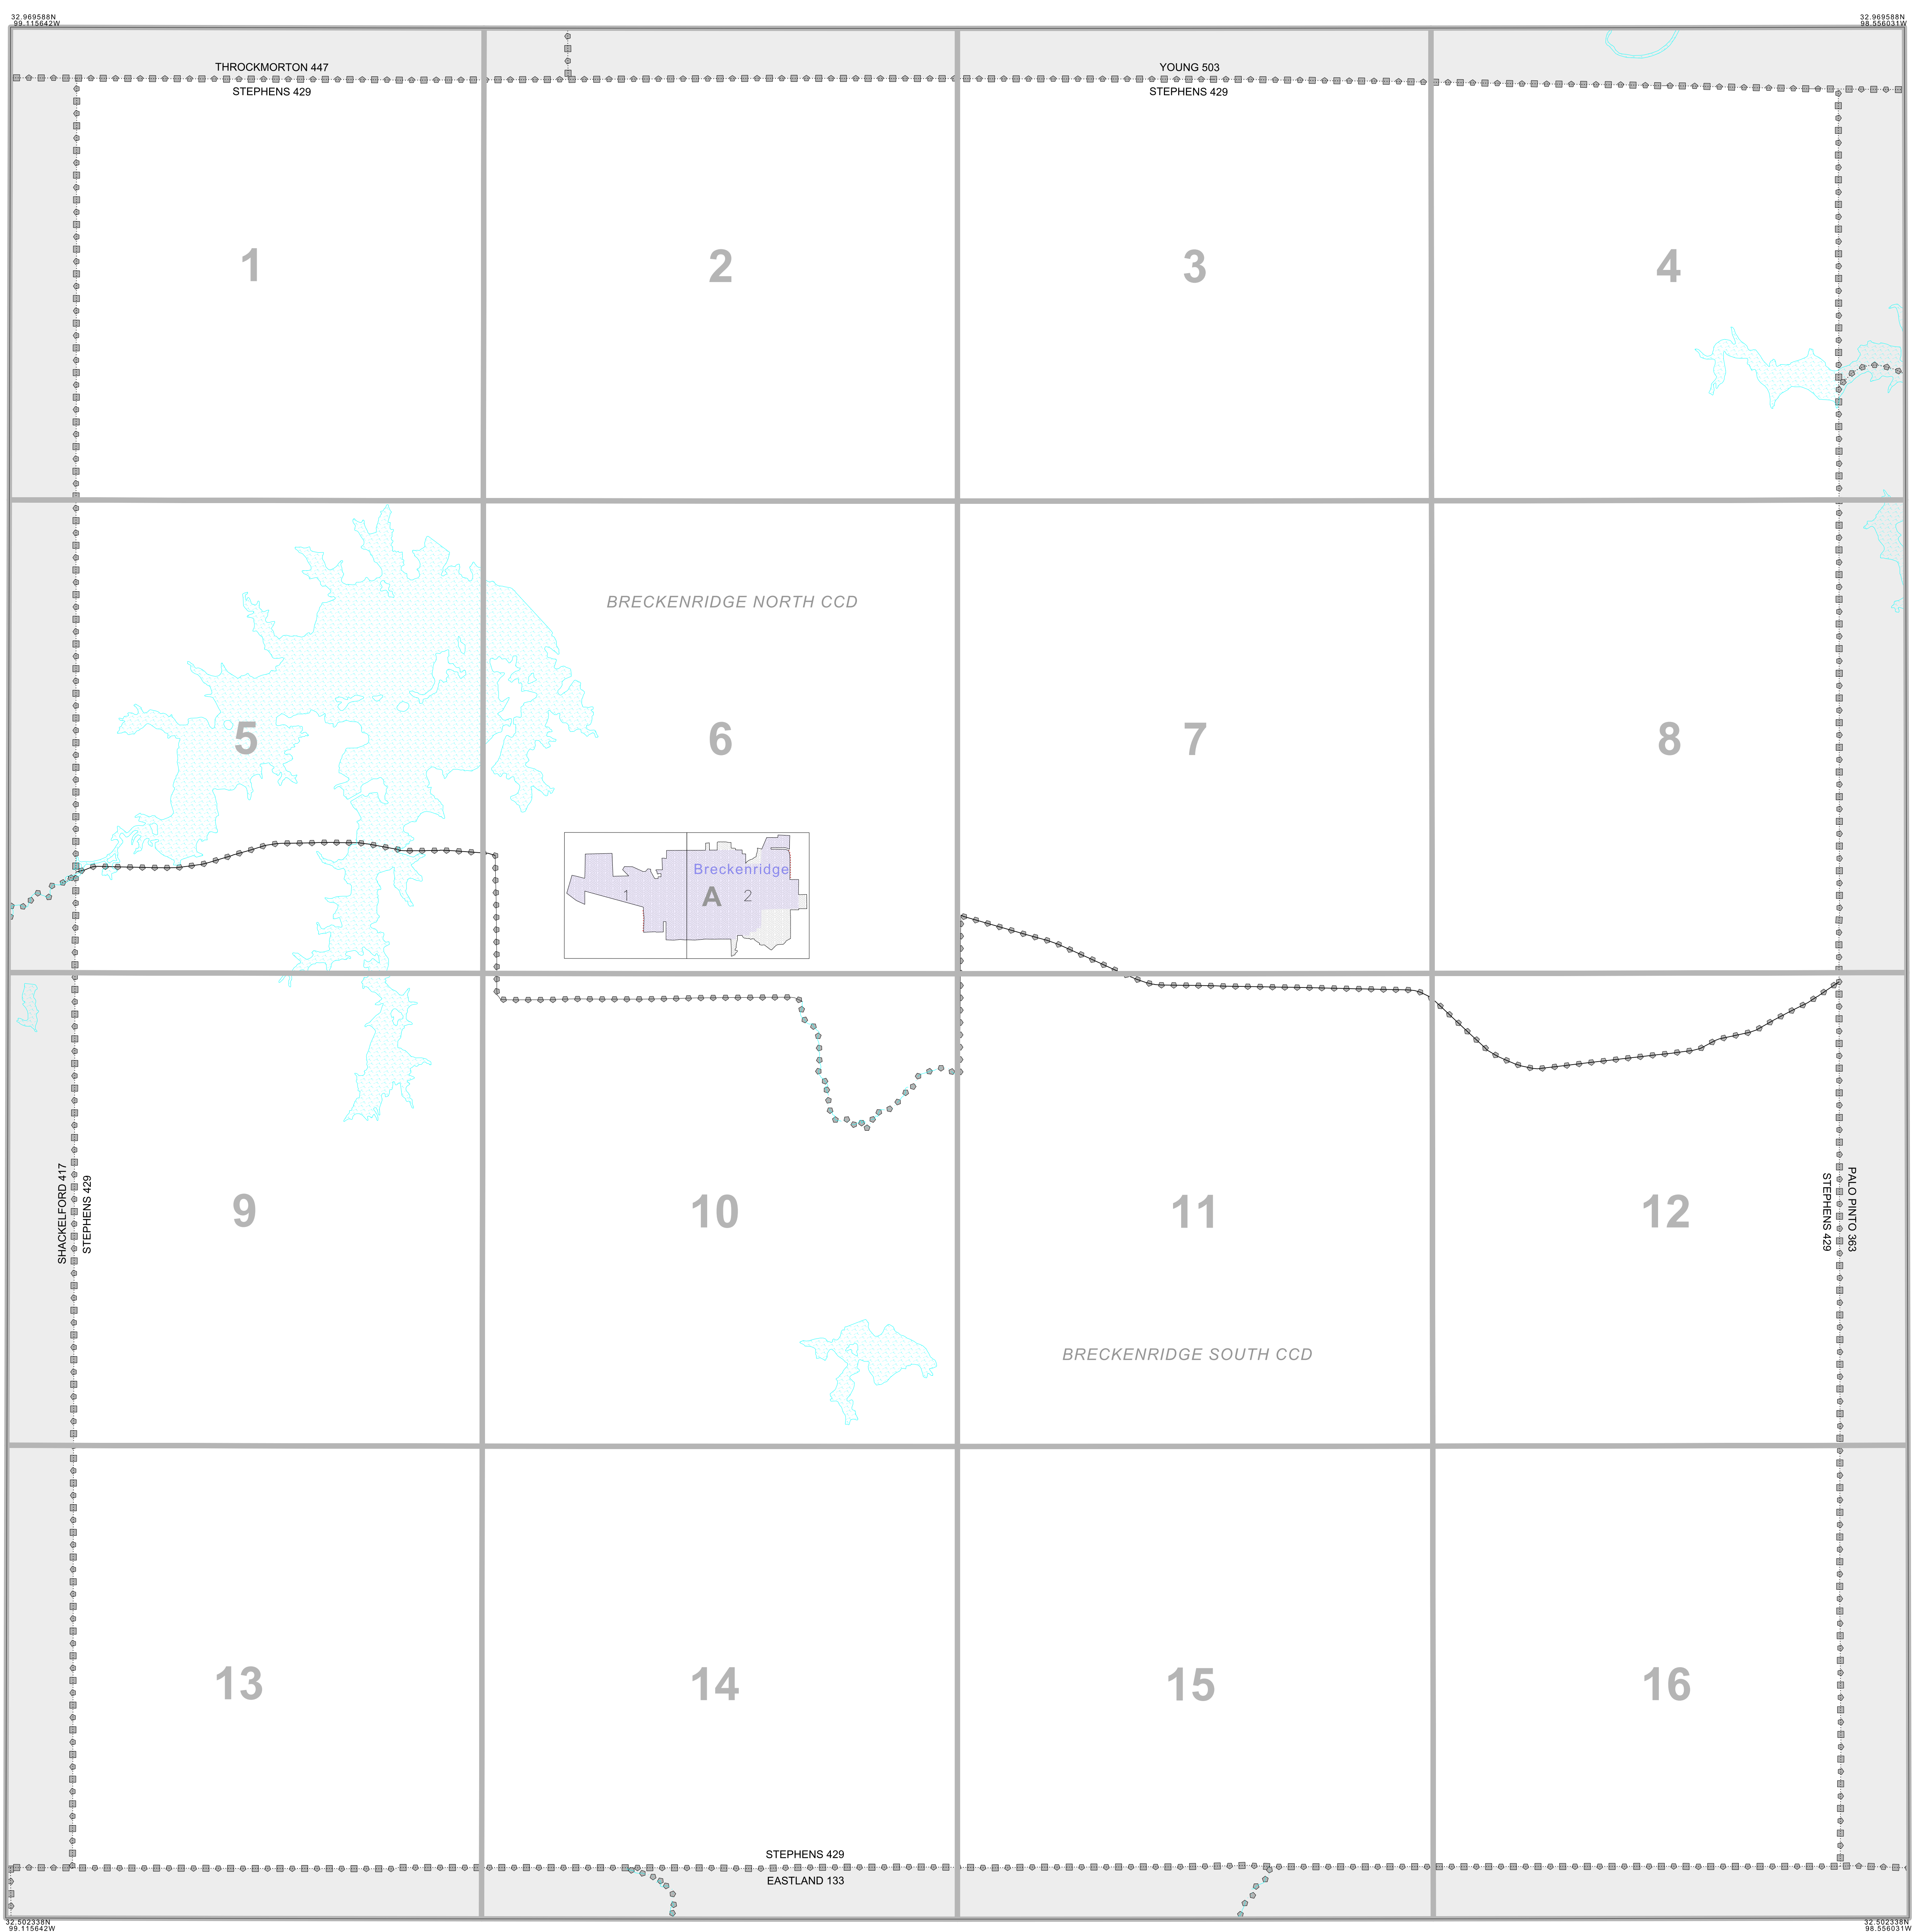 32.969588N
99.115642W
32.969588N
98.556031W
THROCKMORTON 447
STEPHENS 429
YOUNG 503
STEPHENS 429
1
2
3
4
BRECKENRIDGE NORTH CCD
5
6
7
8
Breckenridge
1
A
2
SHACKELFORD 417
STEPHENS 429
9
10
11
12
PALO PINTO 363
STEPHENS 429
BRECKENRIDGE SOUTH CCD
13
14
15
16
STEPHENS 429
EASTLAND 133
32.502338N
99.115642W
32.502338N
98.556031W